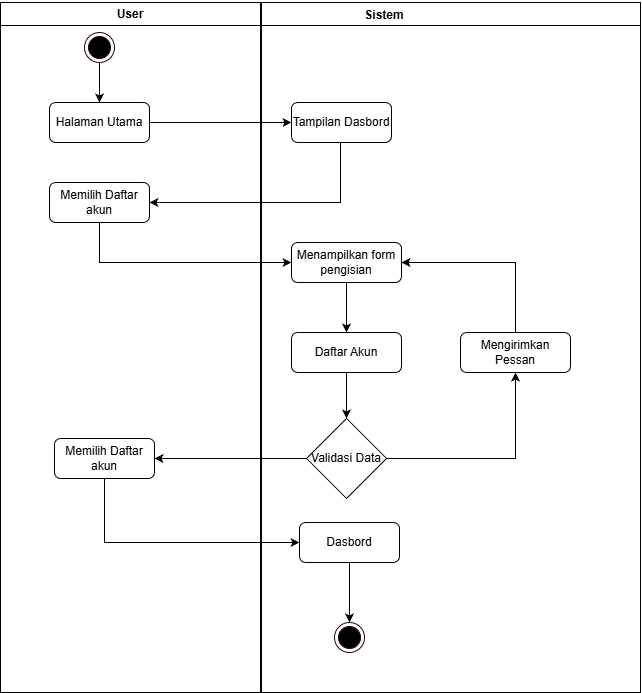 User
Sistem
Halaman Utama
Tampilan Dasbord
Memilih Daftar
akun
Menampilkan form
pengisian
Daftar Akun
Mengirimkan
Pessan
Validasi Data
Memilih Daftar
akun
Dasbord